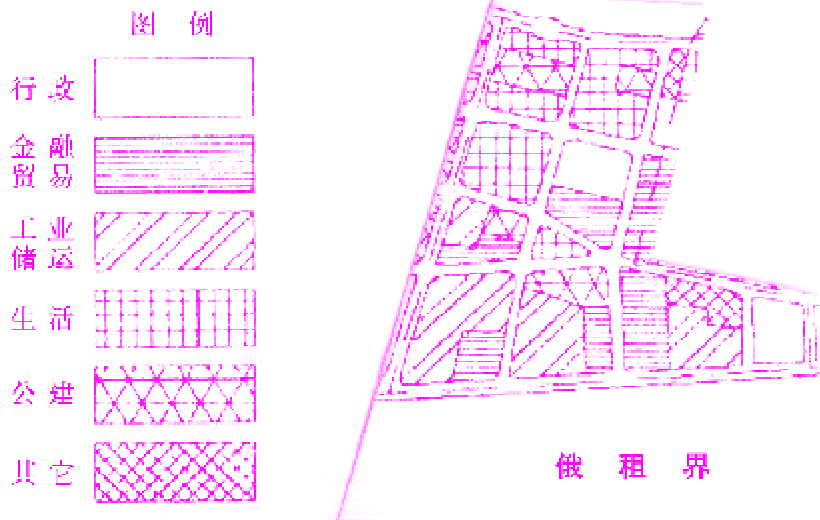 图 例
行 政
金 融
贸 易
工 业
储 运
生 活
公 建
其 它
俄 租 界